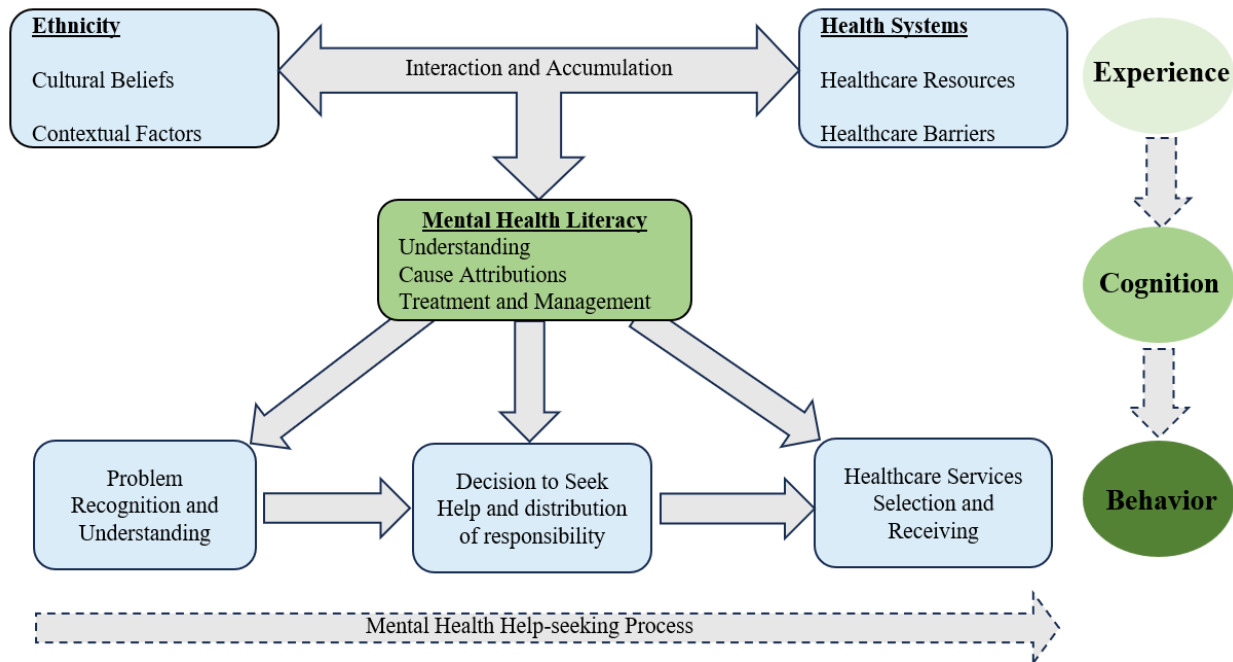 Ethnicity
Cultural Beliefs
Contextual Factors
Interaction and Accumulation
Health Systems
Healthcare Resources
Healthcare Barriers
Experience
Mental Health Literacy
Understanding
Cause Attributions
Treatment and Management
Cognition
Problem
Recognition and
Understanding
Decision to Seek
Help and distribution
of responsibility
Healthcare Services
Selection and
Receiving
Behavior
Mental Health Help-seeking Process